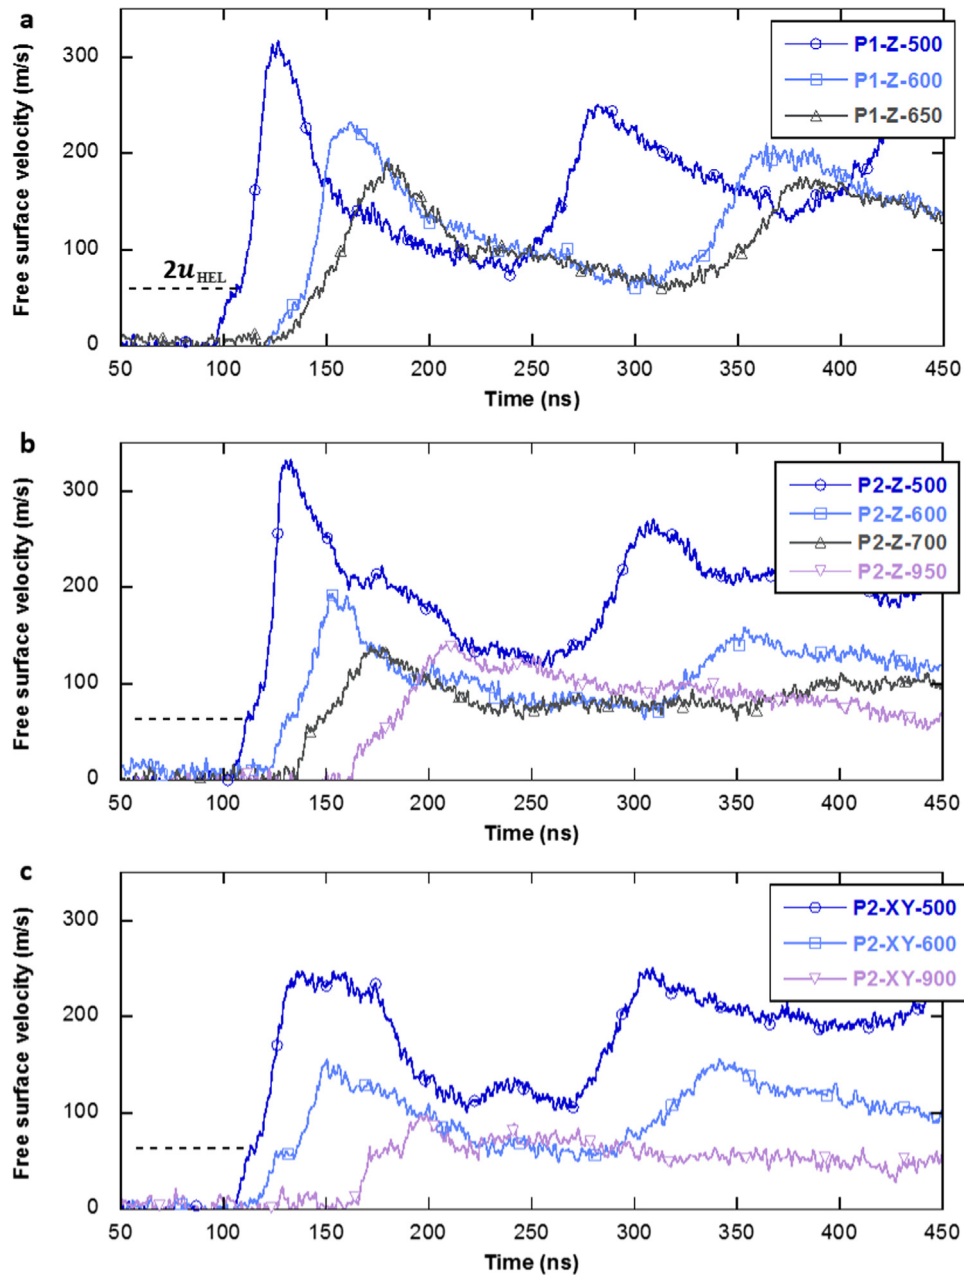 a
Free surface velocity (m/s)
300
200
100
0
2uHEL
P1-Z-500
P1-Z-600
P1-Z-650
50 100 150 200 250 300 350 400 450
Time (ns)
b
Free surface velocity (m/s)
300
200
100
0
P2-Z-500
P2-Z-600
P2-Z-700
P2-Z-950
50 100 150 200 250 300 350 400 450
Time (ns)
c
Free surface velocity (m/s)
300
200
100
0
P2-XY-500
P2-XY-600
P2-XY-900
50 100 150 200 250 300 350 400 450
Time (ns)